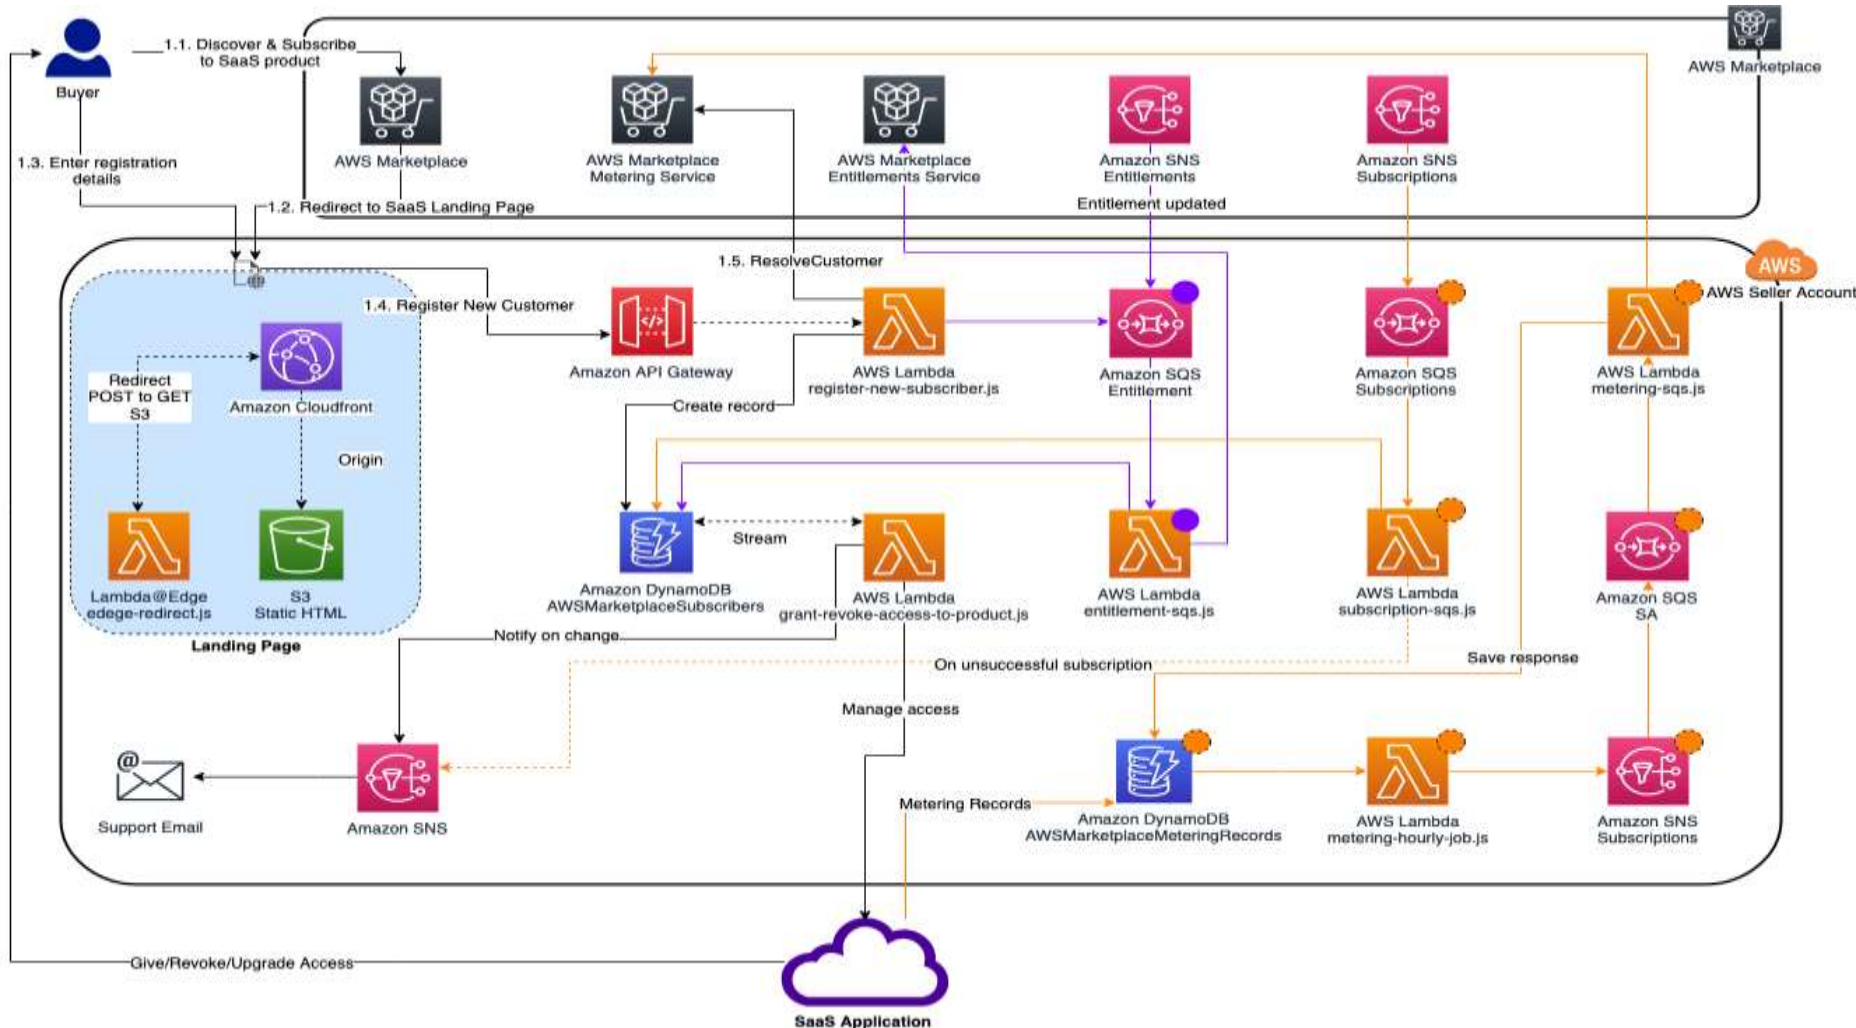 1.1. Discover & Subscribe
to SaaS product
Buyer
AWS Marketplace
1.3. Enter registration
details
AWS Marketplace
AWS Marketplace
Metering Service
AWS Marketplace
Entitlements Service
Amazon SNS
Entitlements
Amazon SNS
Subscriptions
1.2. Redirect to SaaS Landing Page
Entitlement updated
1.5. ResolveCustomer
AWS
AWS Seller Account
1.4. Register New Customer
Amazon API Gateway
AWS Lambda
register-new-subscriber.js
Amazon SQS
Entitlement
Amazon SQS
Subscriptions
AWS Lambda
metering-sqs.js
Redirect
POST to GET
S3
Amazon Cloudfront
Create record
Origin
Stream
Lambda@Edge
edege-redirect.js
S3
Static HTML
Amazon DynamoDB
AWSMarketplaceSubscribers
AWS Lambda
grant-revoke-access-to-product.js
AWS Lambda
entitlement-sqs.js
AWS Lambda
subscription-sqs.js
Amazon SQS
SA
Landing Page
Notify on change
On unsuccessful subscription
Save response
Manage access
@
Support Email
Amazon SNS
Metering Records
Amazon DynamoDB
AWSMarketplaceMeteringRecords
AWS Lambda
metering-hourly-job.js
Amazon SNS
Subscriptions
Give/Revoke/Upgrade Access
SaaS Application